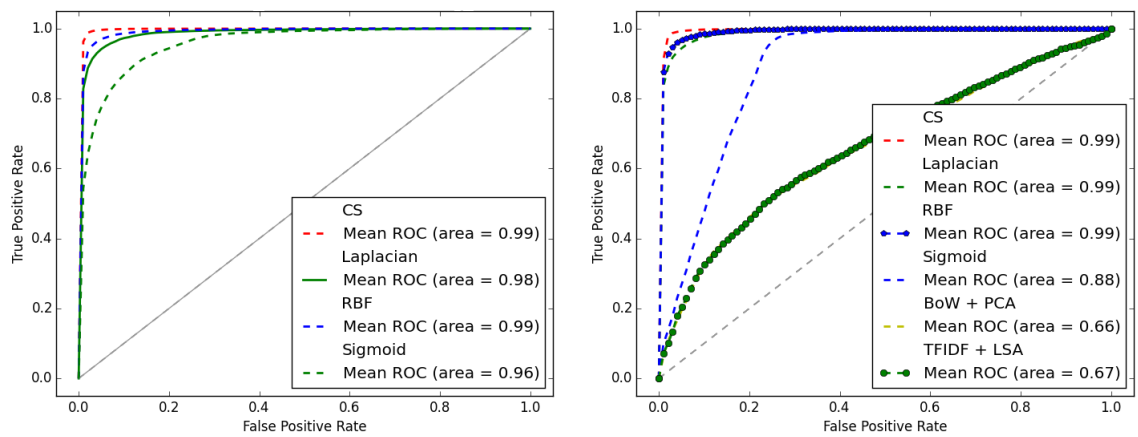 1.0
0.8
0.6
0.4
0.2
0.0
True Positive Rate
0.0 0.2 0.4 0.6 0.8 1.0
False Positive Rate
CS
Mean ROC (area = 0.99)
Laplacian
Mean ROC (area = 0.98)
RBF
Mean ROC (area = 0.99)
Sigmoid
Mean ROC (area = 0.96)
1.0
0.8
0.6
0.4
0.2
0.0
True Positive Rate
0.0 0.2 0.4 0.6 0.8 1.0
False Positive Rate
CS
Mean ROC (area = 0.99)
Laplacian
Mean ROC (area = 0.99)
RBF
Mean ROC (area = 0.99)
Sigmoid
Mean ROC (area = 0.88)
BoW + PCA
Mean ROC (area = 0.66)
TFIDF + LSA
Mean ROC (area = 0.67)